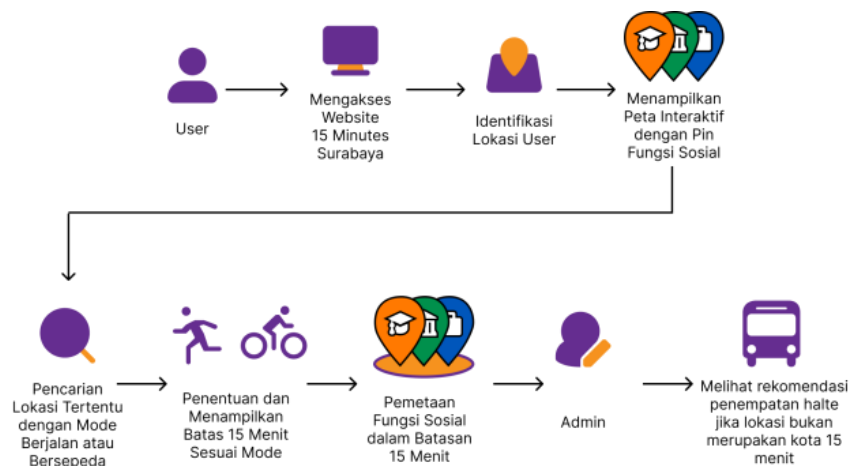 User
Mengakses
Website
15 Minutes
Surabaya
Identifikasi
Lokasi User
Menampilkan
Peta Interaktif
dengan Pin
Fungsi Sosial
Pencarian
Lokasi Tertentu
dengan Mode
Berjalan atau
Bersepeda
Penentuan dan
Menampilkan
Batas 15 Menit
Sesuai Mode
Pemetaan
Fungsi Sosial
dalam Batasan
15 Menit
Admin
Melihat rekomendasi
penempatan halte
jika lokasi bukan
merupakan kota 15
menit